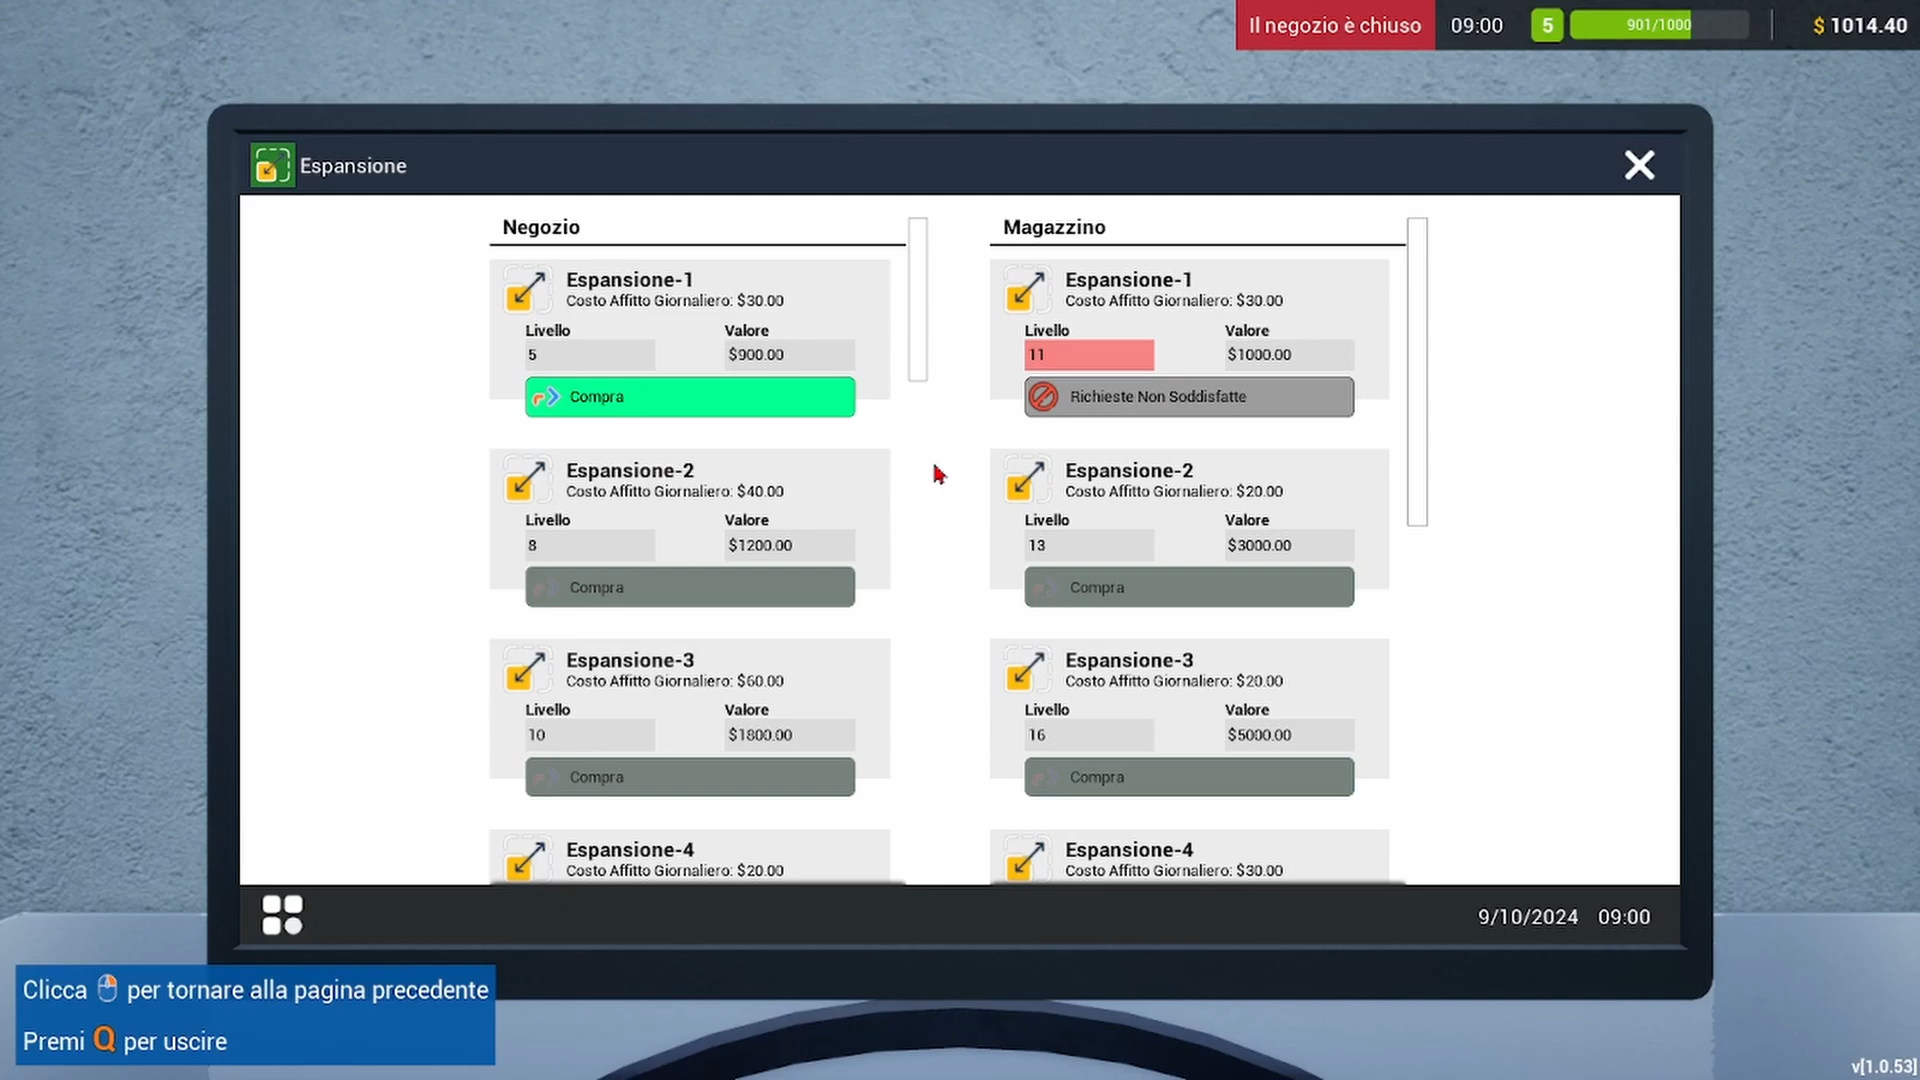 Il negozio è chiuso 09:00 5 901/1000 $ 1014.40
Espansione
Negozio
Espansione-1
Costo Affitto Giornaliero: $30.00
Livello Valore
5 $900.00
Compra
Espansione-2
Costo Affitto Giornaliero: $40.00
Livello Valore
8 $1200.00
Compra
Espansione-3
Costo Affitto Giornaliero: $60.00
Livello Valore
10 $1800.00
Compra
Espansione-4
Costo Affitto Giornaliero: $20.00
Magazzino
Espansione-1
Costo Affitto Giornaliero: $30.00
Livello Valore
11 $1000.00
Richieste Non Soddisfatte
Espansione-2
Costo Affitto Giornaliero: $20.00
Livello Valore
13 $3000.00
Compra
Espansione-3
Costo Affitto Giornaliero: $20.00
Livello Valore
16 $5000.00
Compra
Espansione-4
Costo Affitto Giornaliero: $30.00
9/10/2024 09:00
Clicca per tornare alla pagina precedente
Premi Q per uscire
v[1.0.53]